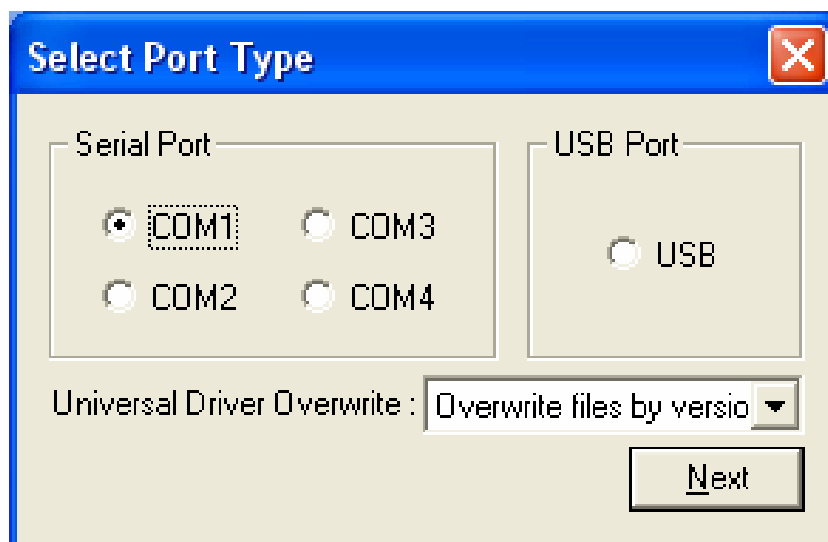 Select Port Type
Serial Port
USB Port
COM1
COM3
USB
COM2
COM4
Universal Driver Overwrite :
Overwrite files by versio
Next